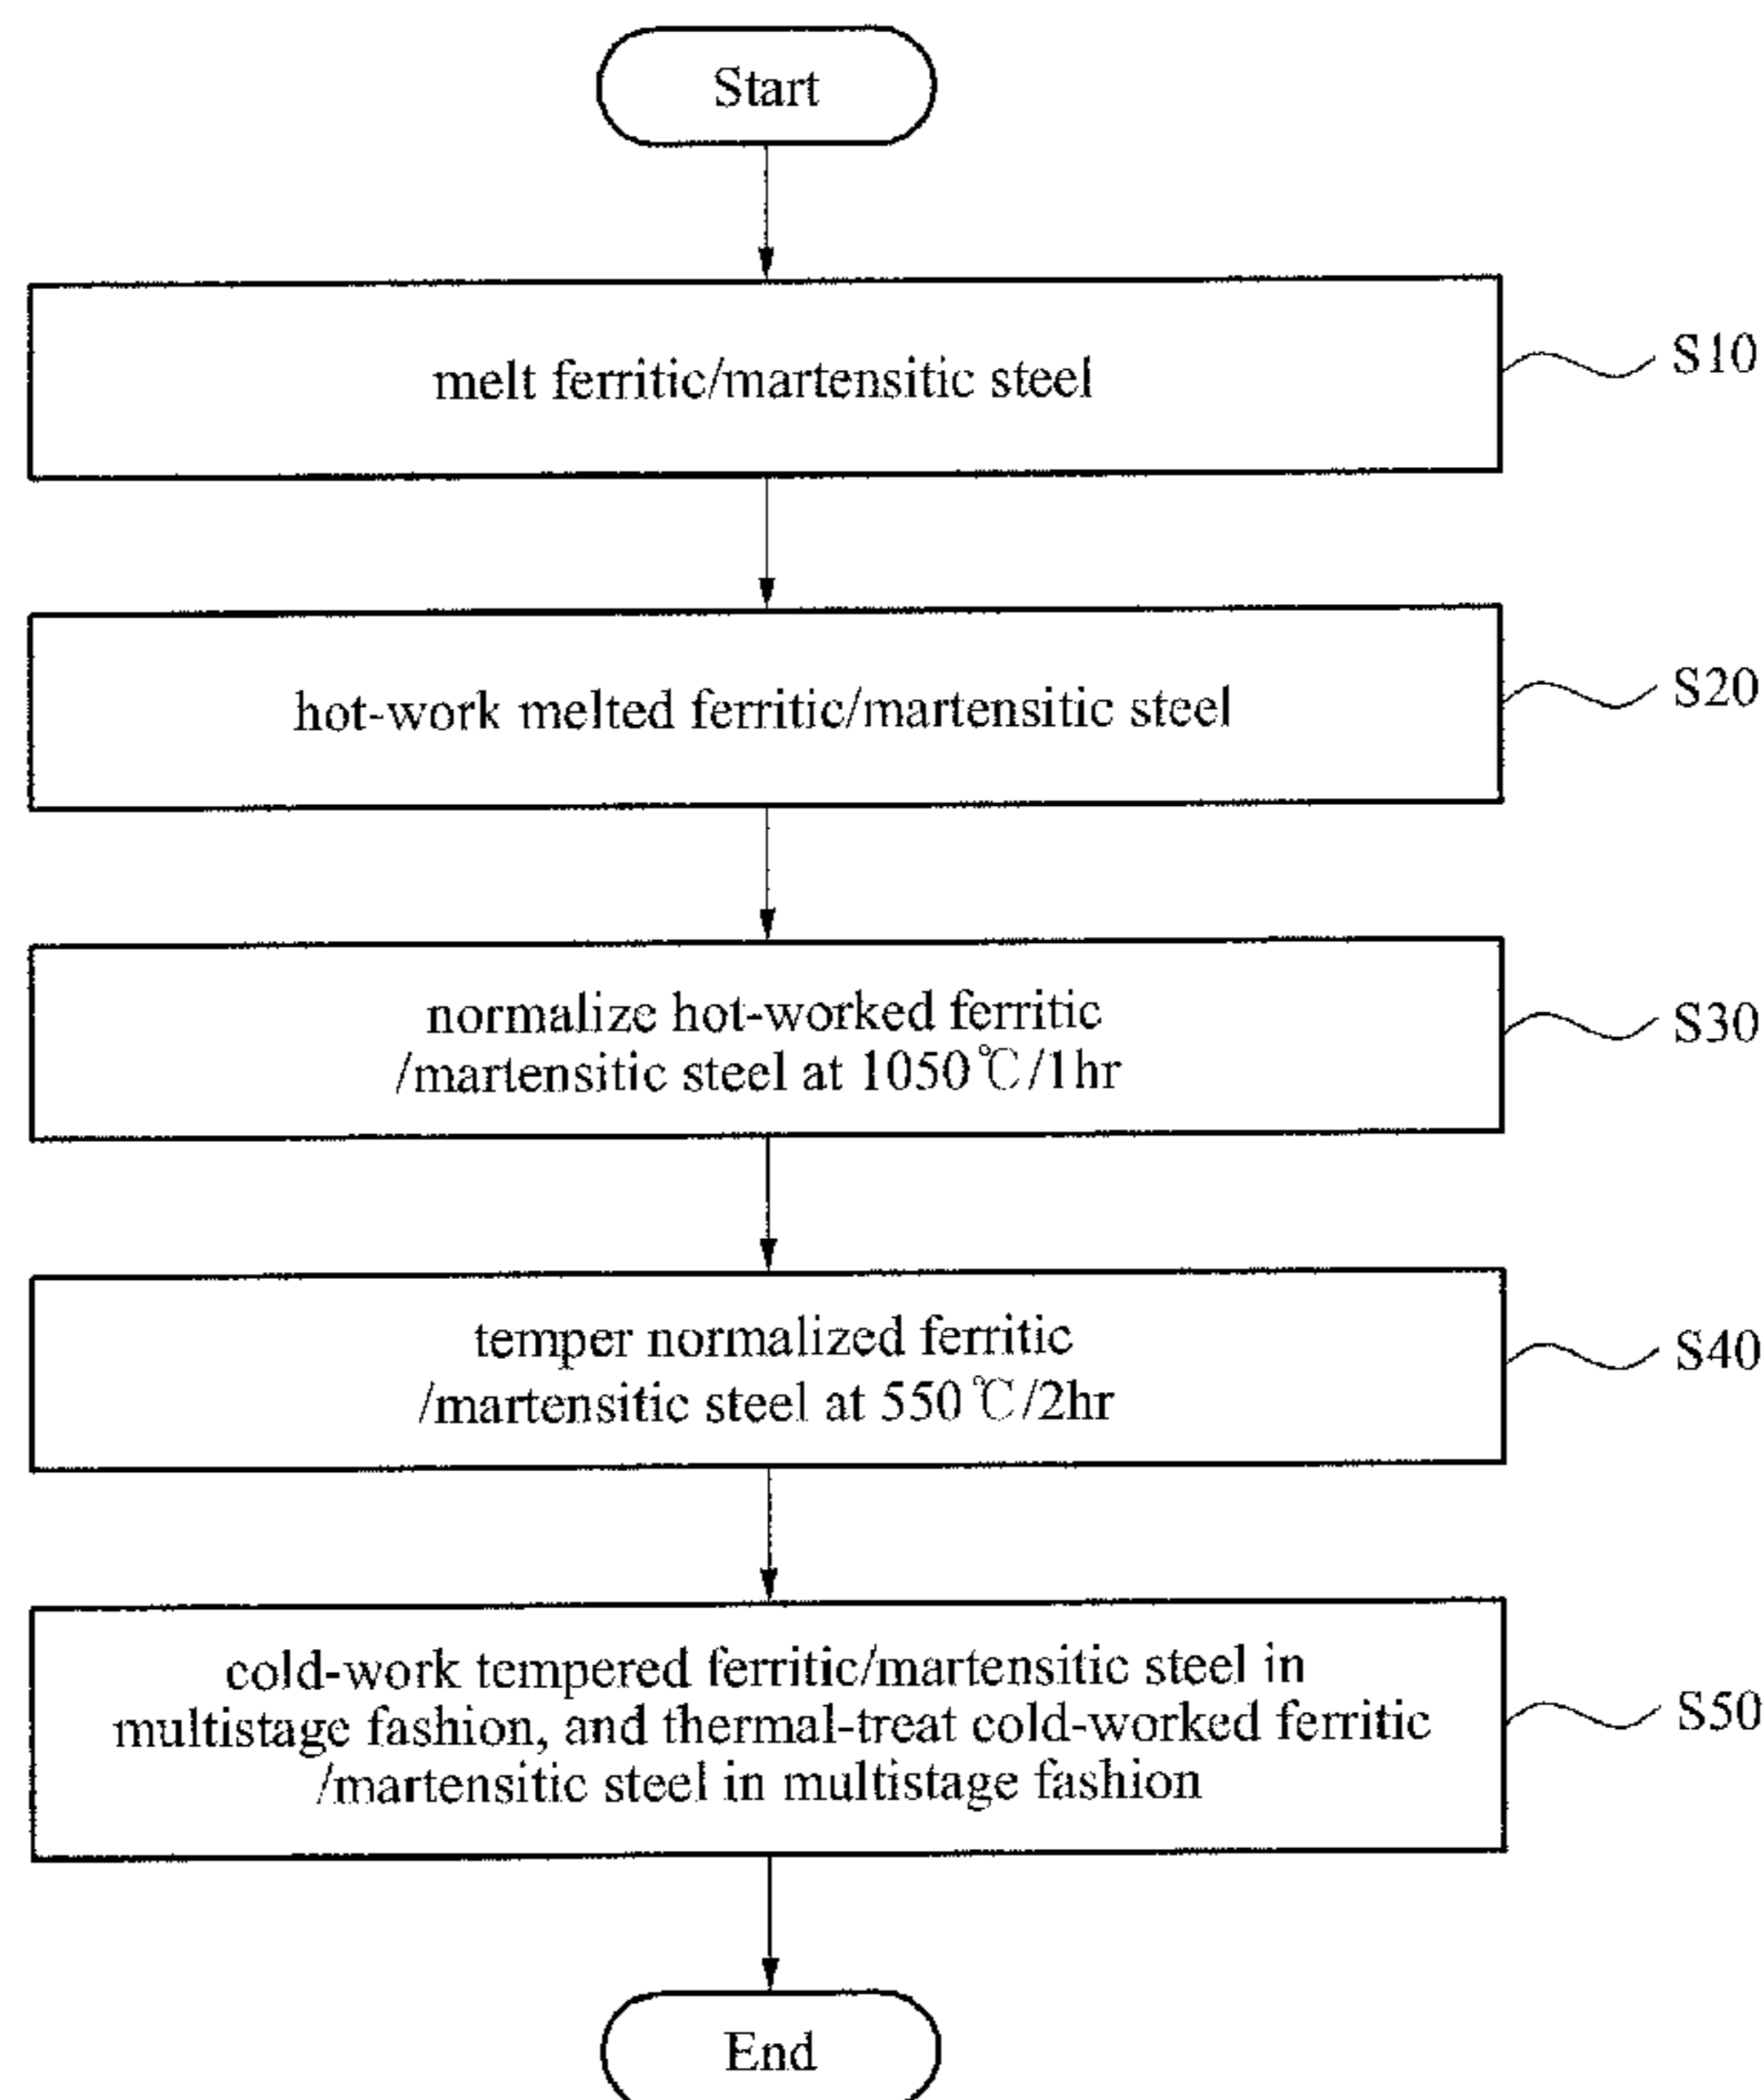 Start
melt ferritic/martensitic steel
S10
hot-work melted ferritic/martensitic steel
S20
normalize hot-worked ferritic
/martensitic steel at 1050℃/1hr
S30
temper normalized ferritic
/martensitic steel at 550℃/2hr
S40
cold-work tempered ferritic/martensitic steel in
multistage fashion, and thermal-treat cold-worked ferritic
/martensitic steel in multistage fashion
S50
End